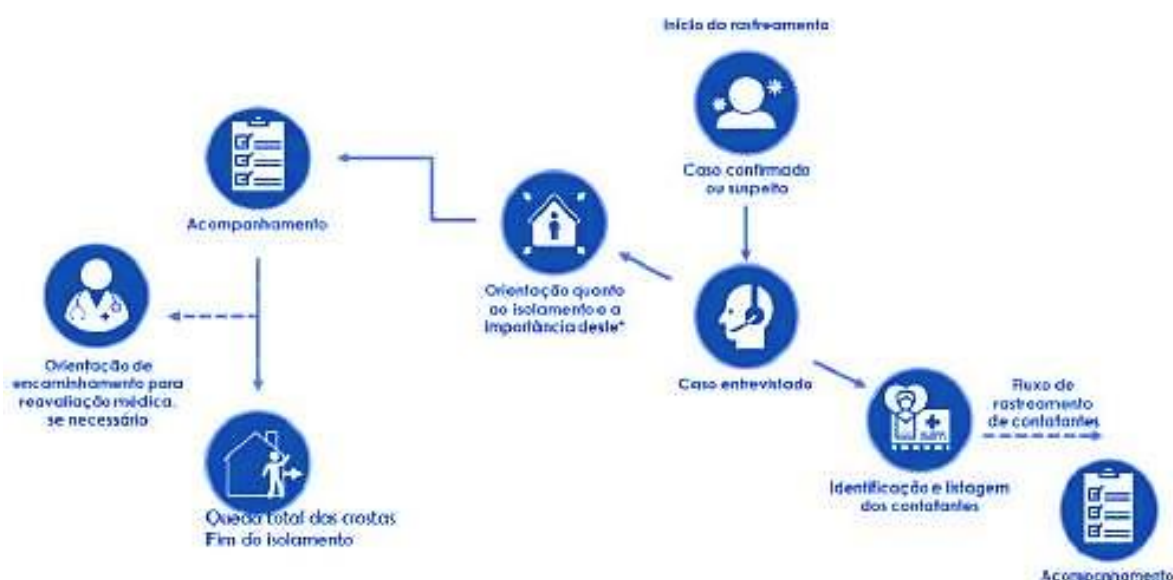 Início do rastreamento
Caso confirmado
ou suspeito
Caso entrevistado
Orientação quanto
ao isolamento e a
importância deste*
Acompanhamento
Orientação de
encaminhamento para
reavaliação médica,
se necessário
Queda total das crostas
Fim do isolamento
Identificação e listagem
dos contatantes
Fluxo de
rastreamento
de contatantes
Acompanhamento